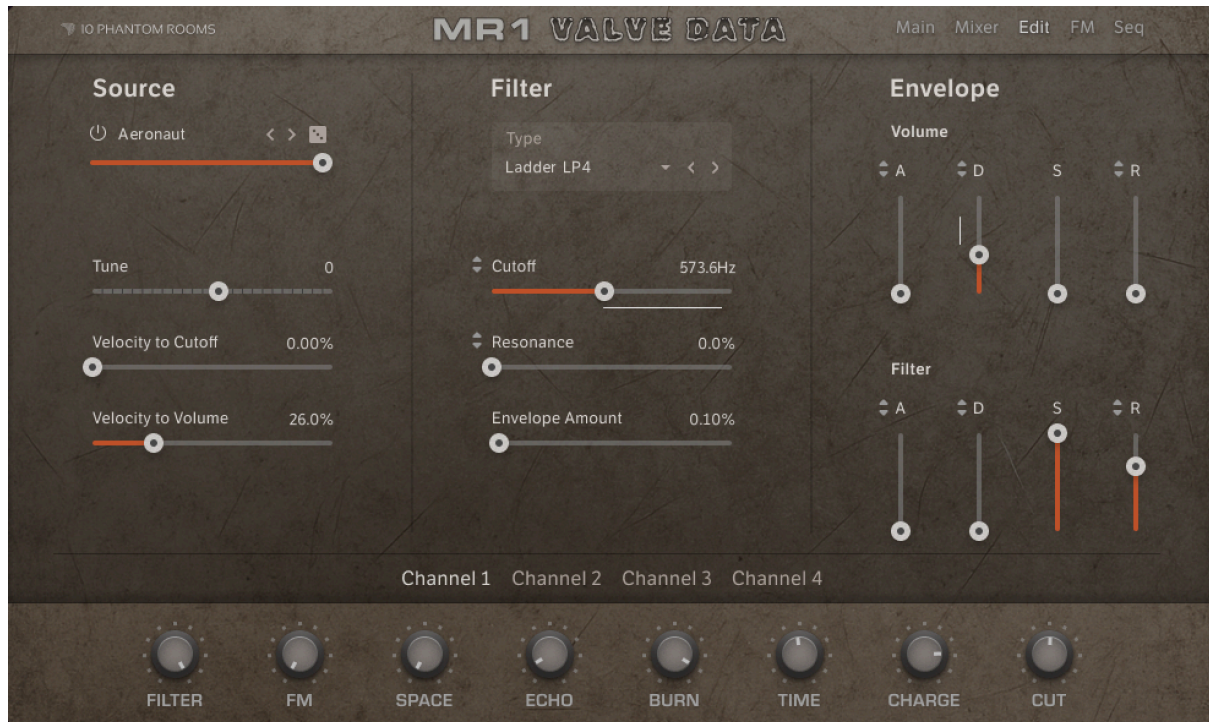 10 PHANTOM ROOMS
MR1 VALVE DATA
Main Mixer Edit FM Seq
Source
Aeronaut
Tune 0
Velocity to Cutoff 0.00%
Velocity to Volume 26.0%
Filter
Type
Ladder LP4
Cutoff 573.6Hz
Resonance 0.0%
Envelope Amount 0.10%
Envelope
Volume
A D S R
Filter
A D S R
Channel 1 Channel 2 Channel 3 Channel 4
FILTER FM SPACE ECHO BURN TIME CHARGE CUT